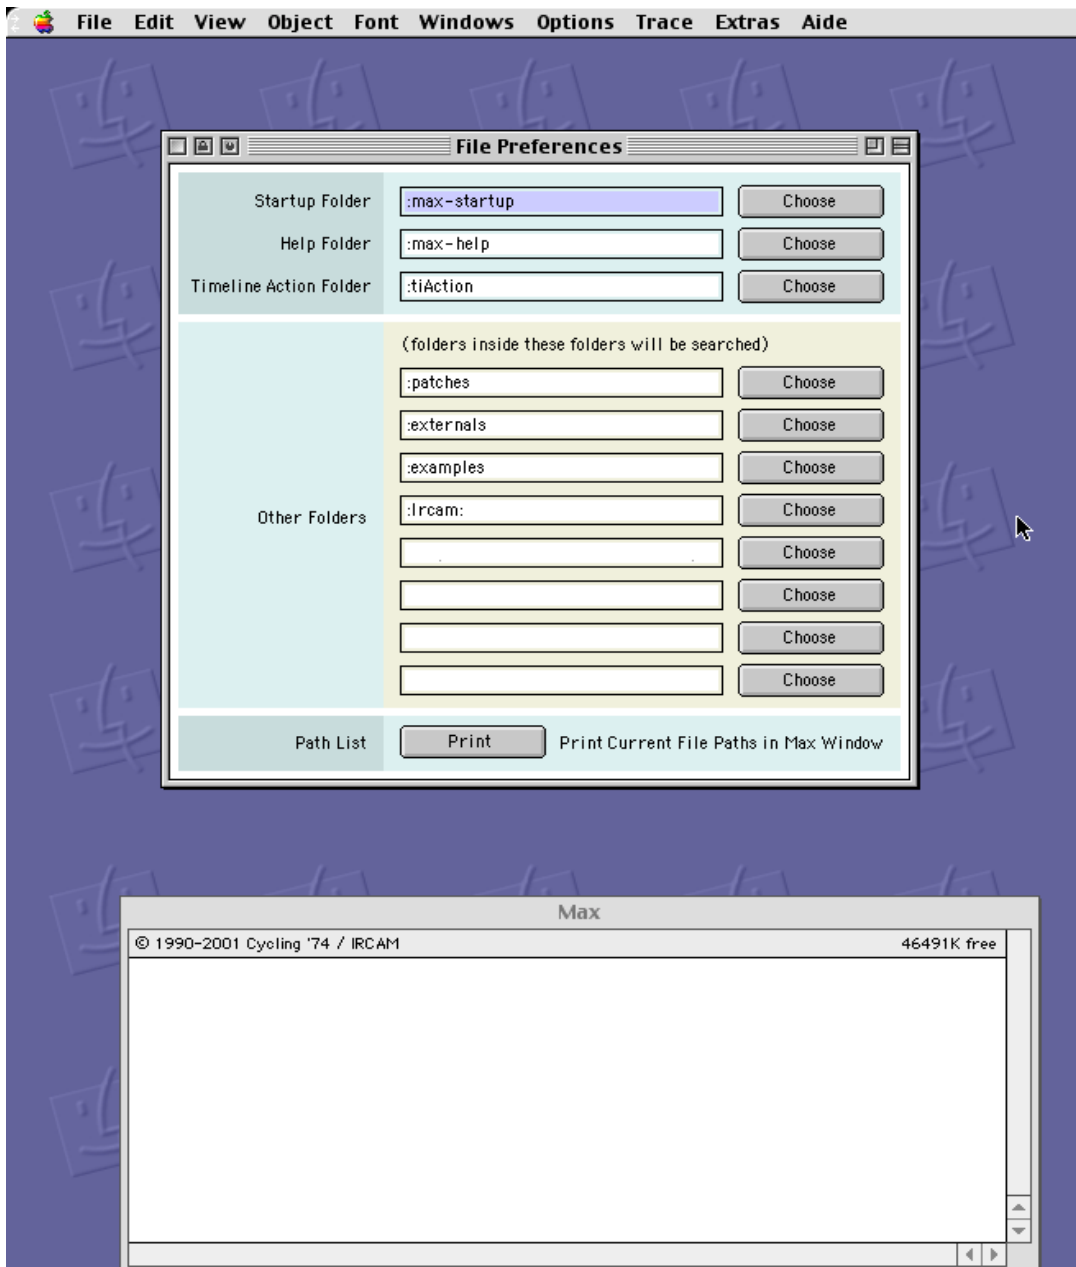 File Edit View Object Font Windows Options Trace Extras Aide
File Preferences
Startup Folder :max-startup Choose
Help Folder :max-help Choose
Timeline Action Folder :tiAction Choose
(folders inside these folders will be searched)
:patches Choose
:externals Choose
:examples Choose
Other Folders :Ircam: Choose
Choose
Choose
Choose
Choose
Path List Print Print Current File Paths in Max Window
Max
© 1990-2001 Cycling '74 / IRCAM 46491K free